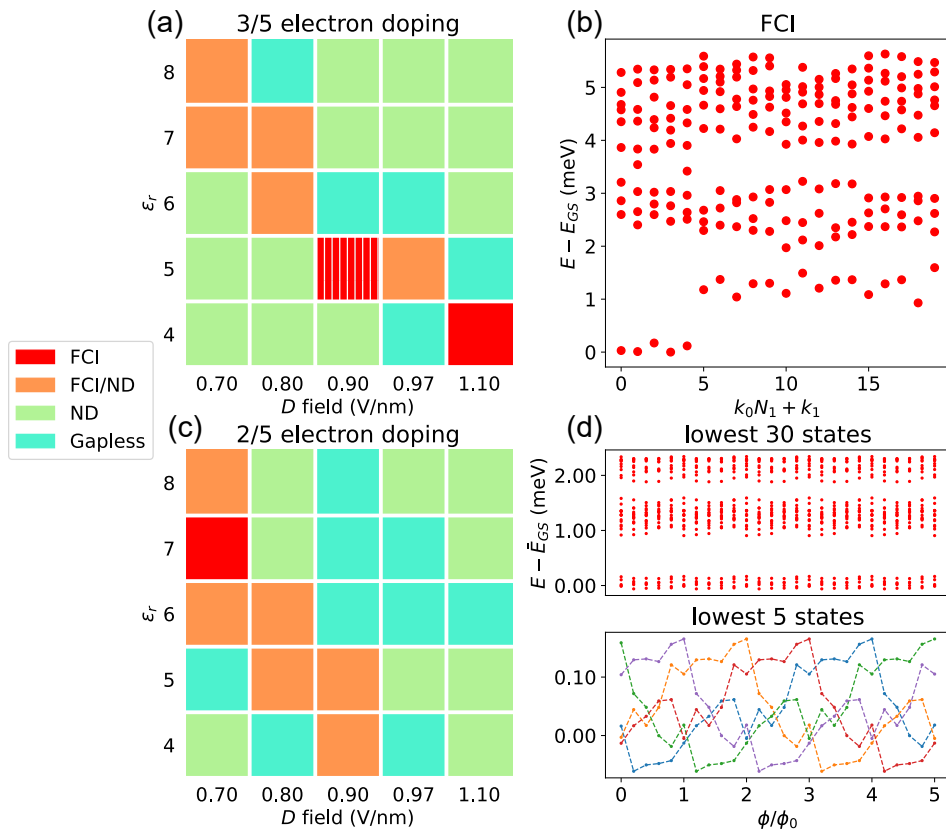 (a)
3/5 electron doping
8
7
6
5
4
ε_r
0.70 0.80 0.90 0.97 1.10
D field (V/nm)
FCI
FCI/ND
ND
Gapless
(b)
FCI
5
4
3
2
1
0
E − E_GS (meV)
0 5 10 15
k₀N₁ + k₁
(c)
2/5 electron doping
8
7
6
5
4
ε_r
0.70 0.80 0.90 0.97 1.10
D field (V/nm)
(d)
lowest 30 states
2.00
1.00
0.00
E − Ē_GS (meV)
lowest 5 states
0.10
0.00
0 1 2 3 4 5
ϕ/ϕ₀